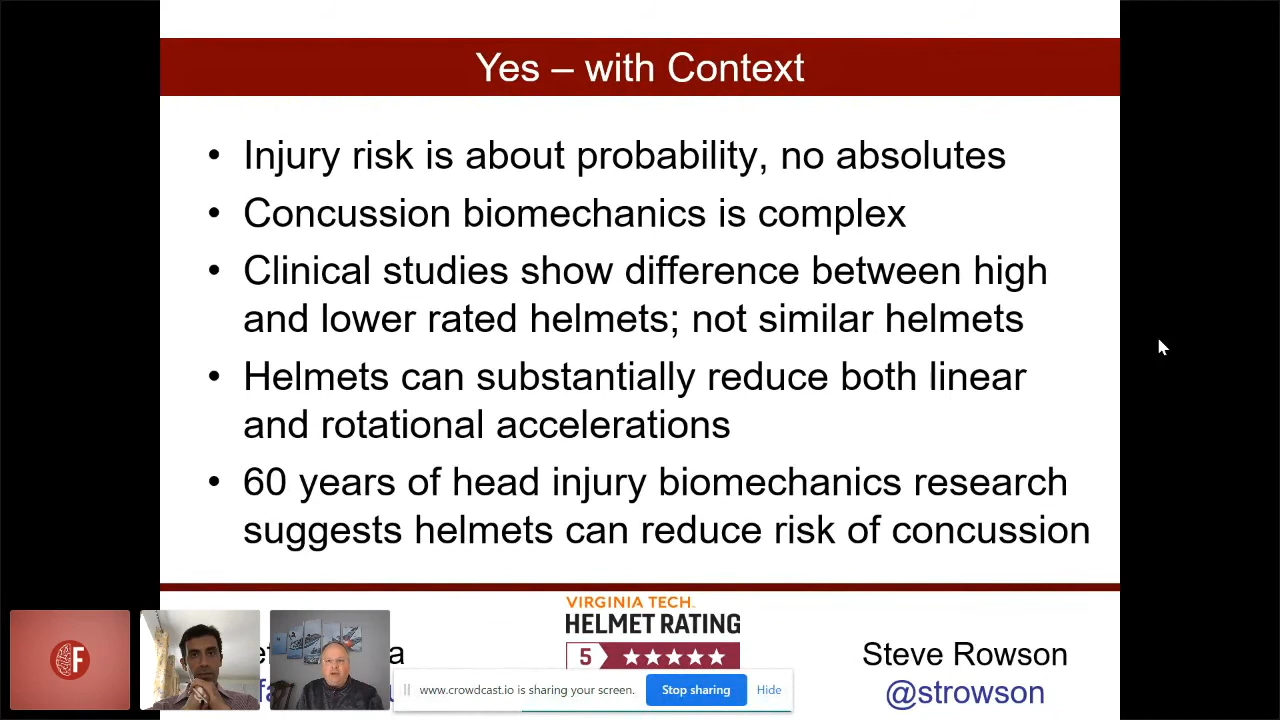 Yes – with Context
• Injury risk is about probability, no absolutes
• Concussion biomechanics is complex
• Clinical studies show difference between high
and lower rated helmets; not similar helmets
• Helmets can substantially reduce both linear
and rotational accelerations
• 60 years of head injury biomechanics research
suggests helmets can reduce risk of concussion
VIRGINIA TECH
HELMET RATING
5 ★★★★★
F
Steve Rowson
@strowson
www.crowdcast.io is sharing your screen.
Stop sharing
Hide